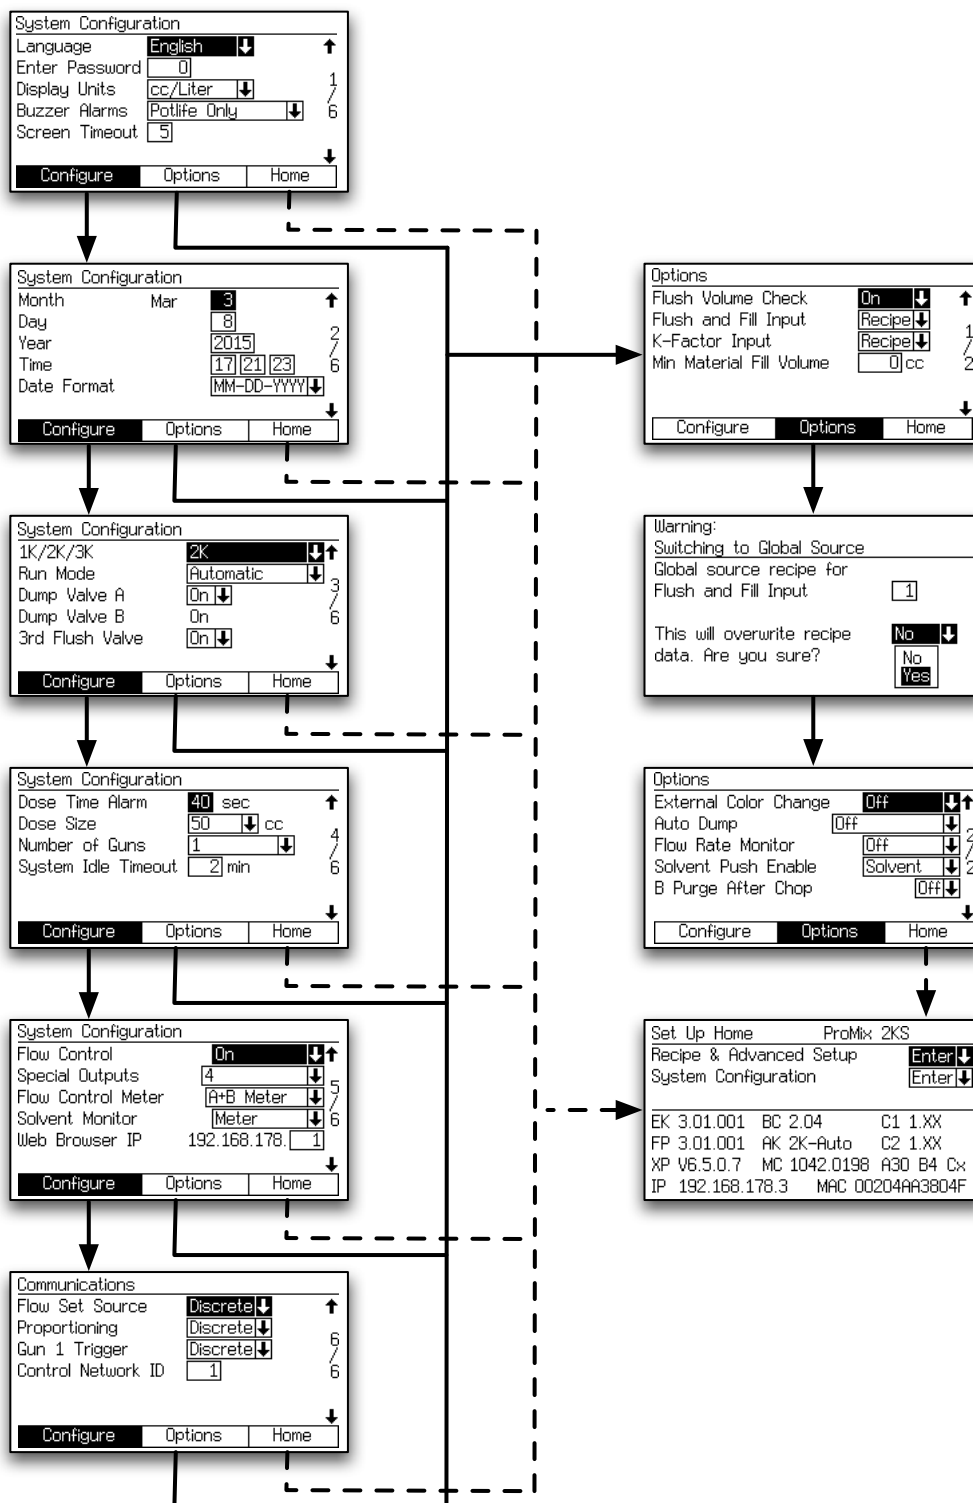 System Configuration
Language English
Enter Password 0
Display Units cc/Liter
Buzzer Alarms Potlife Only
Screen Timeout 5
1/6
Configure Options Home
System Configuration
Month Mar 3
Day 8
Year 2015
Time 17 21 23
Date Format MM-DD-YYYY
2/6
Configure Options Home
System Configuration
1K/2K/3K 2K
Run Mode Automatic
Dump Valve A On
Dump Valve B On
3rd Flush Valve On
3/6
Configure Options Home
System Configuration
Dose Time Alarm 40 sec
Dose Size 50 cc
Number of Guns 1
System Idle Timeout 2 min
4/6
Configure Options Home
System Configuration
Flow Control On
Special Outputs 4
Flow Control Meter A+B Meter
Solvent Monitor Meter
Web Browser IP 192.168.178. 1
5/6
Configure Options Home
Communications
Flow Set Source Discrete
Proportioning Discrete
Gun 1 Trigger Discrete
Control Network ID 1
6/6
Configure Options Home
Options
Flush Volume Check On
Flush and Fill Input Recipe
K-Factor Input Recipe
Min Material Fill Volume 0 cc
1/2
Configure Options Home
Warning:
Switching to Global Source
Global source recipe for
Flush and Fill Input 1
This will overwrite recipe No
data. Are you sure? No
Yes
Options
External Color Change Off
Auto Dump Off
Flow Rate Monitor Off
Solvent Push Enable Solvent
B Purge After Chop Off
2/2
Configure Options Home
Set Up Home ProMix 2KS
Recipe & Advanced Setup Enter
System Configuration Enter
EK 3.01.001 BC 2.04 C1 1.XX
FP 3.01.001 AK 2K-Auto C2 1.XX
XP V6.5.0.7 MC 1042.0198 A30 B4 Cx
IP 192.168.178.3 MAC 00204AA3804F